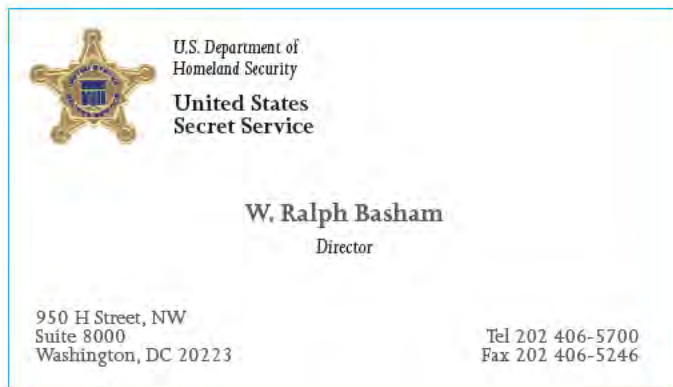 U.S. Department of
Homeland Security
United States
Secret Service
W. Ralph Basham
Director
950 H Street, NW
Suite 8000
Washington, DC 20223
Tel 202 406-5700
Fax 202 406-5246